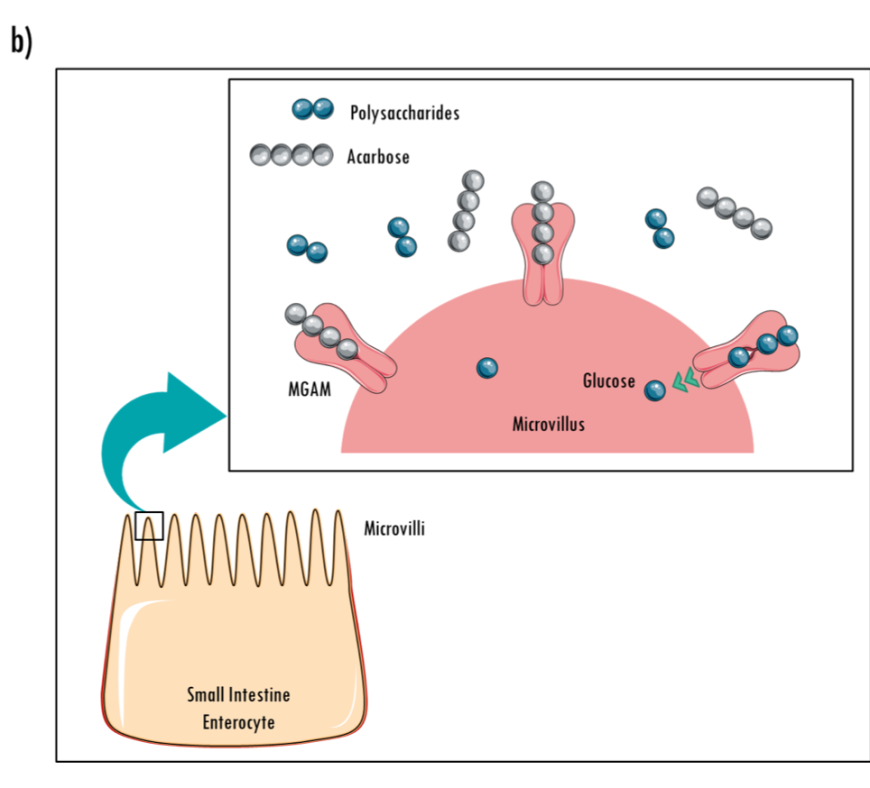 b)
Polysaccharides
Acarbose
MGAM
Glucose
Microvillus
Microvilli
Small Intestine
Enterocyte